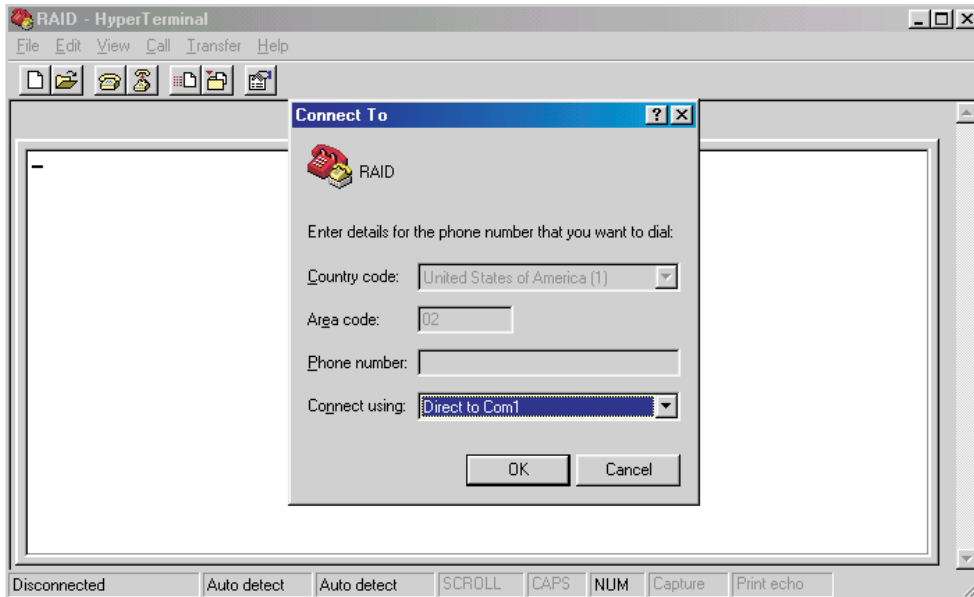 RAID - HyperTerminal
File Edit View Call Transfer Help
Connect To
RAID
Enter details for the phone number that you want to dial:
Country code: United States of America (1)
Area code: 02
Phone number:
Connect using: Direct to Com1
OK Cancel
Disconnected Auto detect Auto detect SCROLL CAPS NUM Capture Print echo